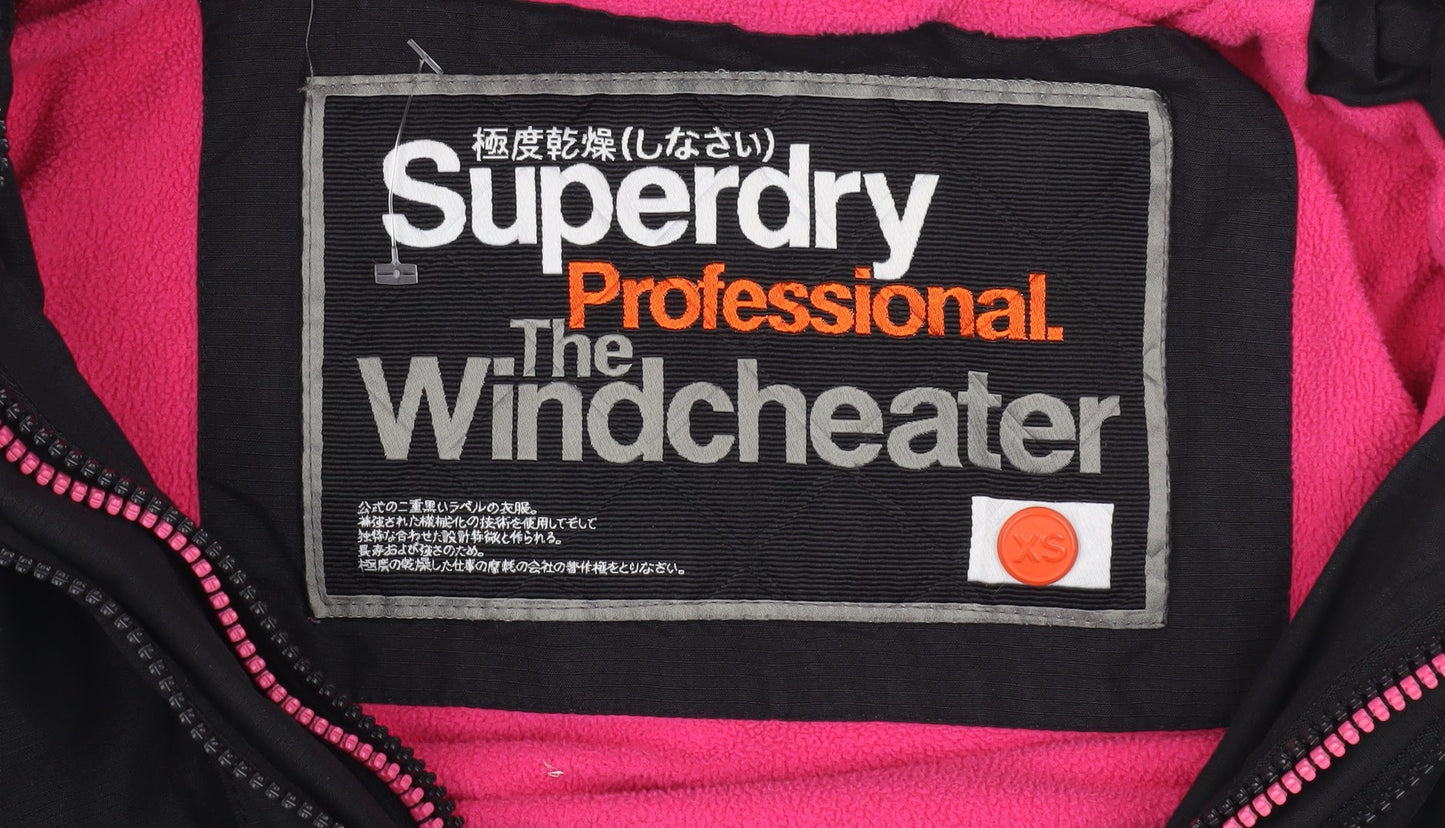 極度乾燥(しなさい)
Superdry
Professional.
The
Windcheater
公式の二重黒いラベルの衣服。
補強された機械化の技術を使用してそして
独特な合わせた設計特徴と作られる。
長寿および強さのため。
極度の乾燥した仕事の摩耗の会社の著作権をとりなさい。
XS